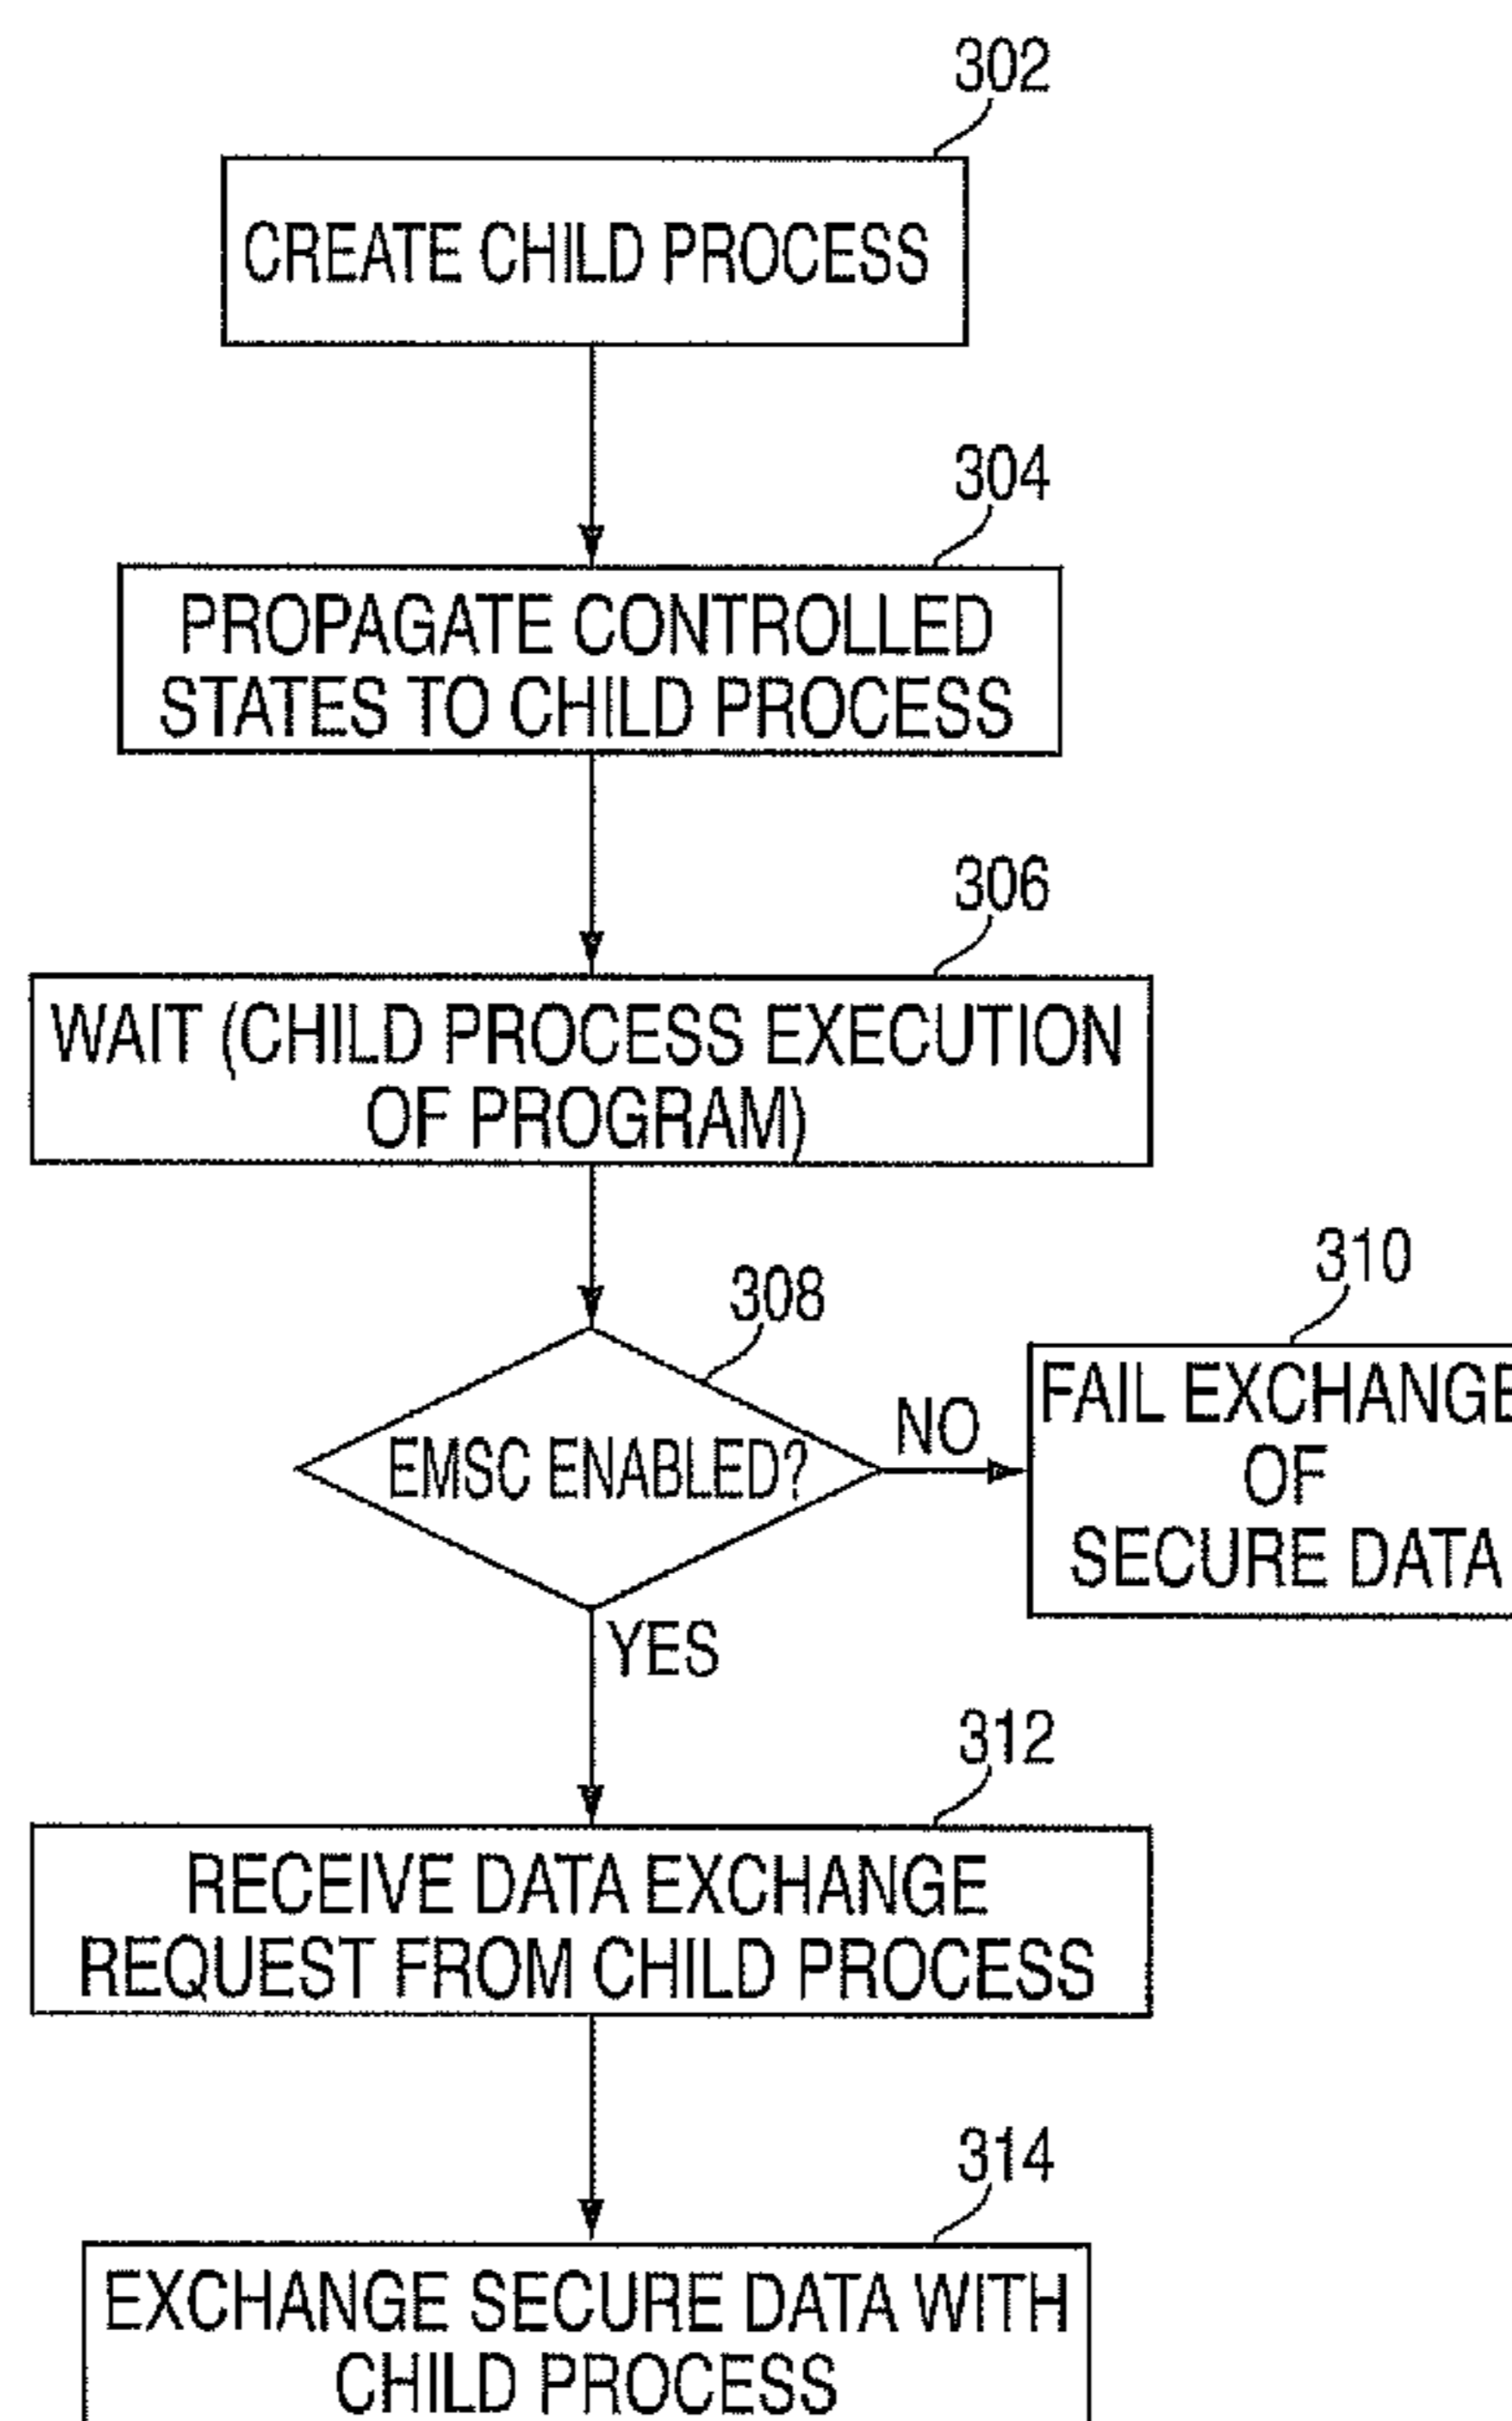 302
CREATE CHILD PROCESS
304
PROPAGATE CONTROLLED
STATES TO CHILD PROCESS
306
WAIT (CHILD PROCESS EXECUTION
OF PROGRAM)
308
EMSC ENABLED?
NO
310
FAIL EXCHANGE
OF
SECURE DATA
YES
312
RECEIVE DATA EXCHANGE
REQUEST FROM CHILD PROCESS
314
EXCHANGE SECURE DATA WITH
CHILD PROCESS